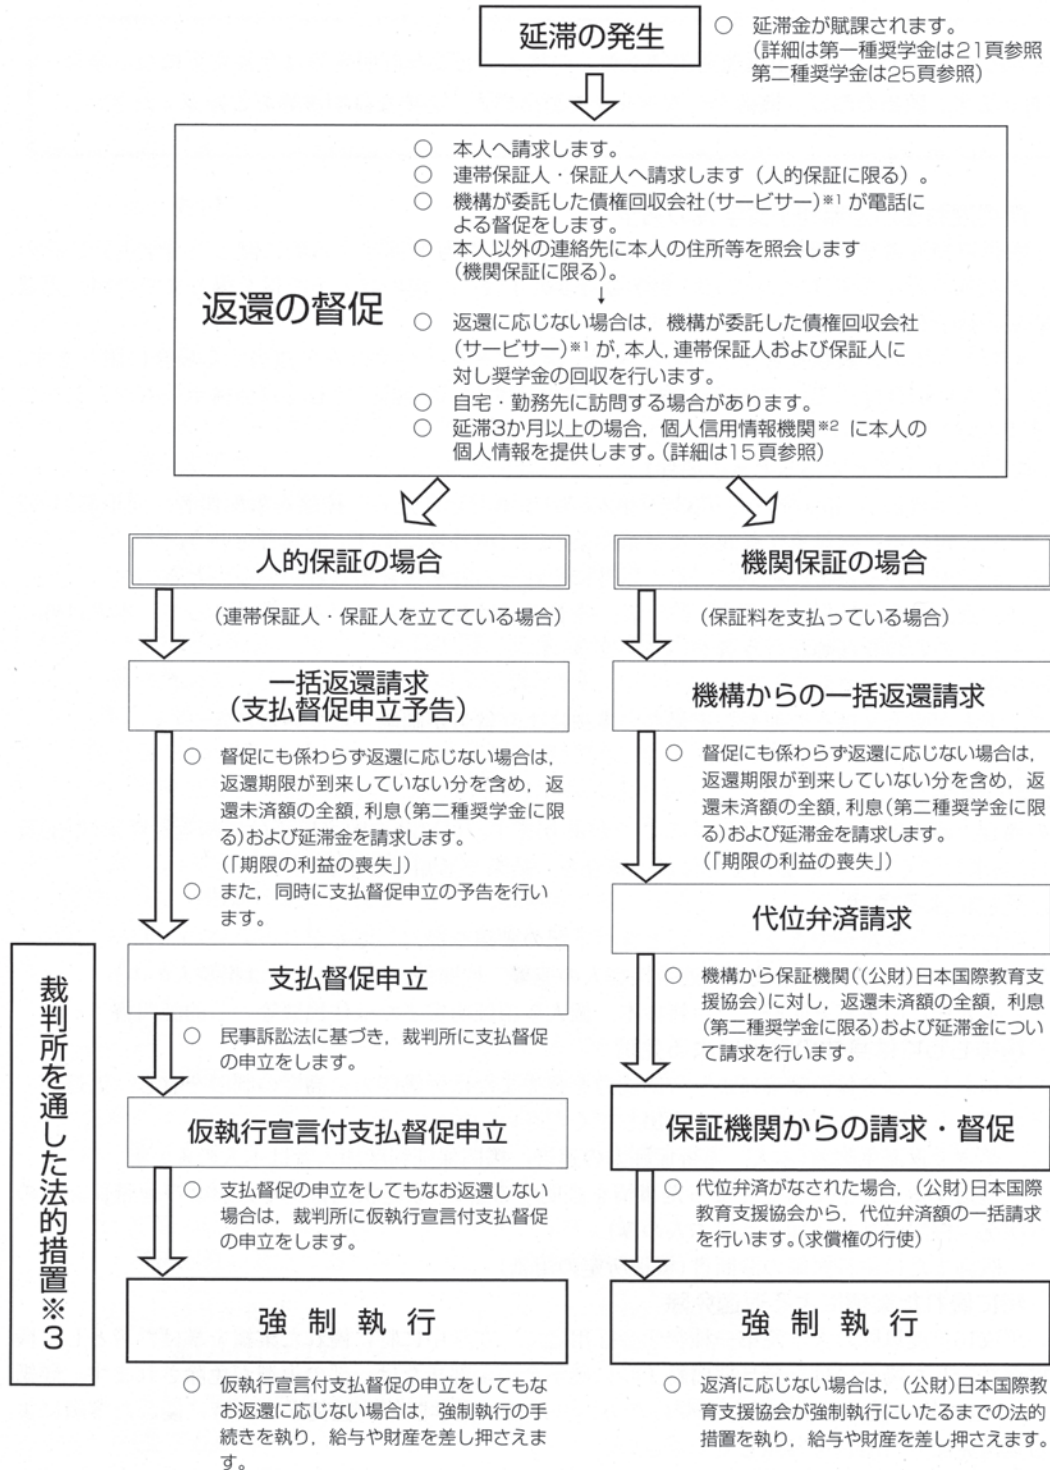 延滞の発生
○ 延滞金が賦課されます。
(詳細は第一種奨学金は21頁参照
第二種奨学金は25頁参照)
返還の督促
○ 本人へ請求します。
○ 連帯保証人・保証人へ請求します(人的保証に限る)。
○ 機構が委託した債権回収会社(サービサー)※1が電話に
よる督促をします。
○ 本人以外の連絡先に本人の住所等を照会します
(機関保証に限る)。
↓
○ 返還に応じない場合は,機構が委託した債権回収会社
(サービサー)※1が,本人,連帯保証人および保証人に
対し奨学金の回収を行います。
○ 自宅・勤務先に訪問する場合があります。
○ 延滞3か月以上の場合,個人信用情報機関※2 に本人の
個人情報を提供します。(詳細は15頁参照)
人的保証の場合
(連帯保証人・保証人を立てている場合)
一括返還請求
(支払督促申立予告)
○ 督促にも係わらず返還に応じない場合は,
返還期限が到来していない分を含め,返
還未済額の全額,利息(第二種奨学金に限
る)および延滞金を請求します。
(「期限の利益の喪失」)
○ また,同時に支払督促申立の予告を行い
ます。
裁判所を通した法的措置※3
支払督促申立
○ 民事訴訟法に基づき,裁判所に支払督促
の申立をします。
仮執行宣言付支払督促申立
○ 支払督促の申立をしてもなお返還しない
場合は,裁判所に仮執行宣言付支払督促
の申立をします。
強制執行
○ 仮執行宣言付支払督促の申立をしてもな
お返還に応じない場合は,強制執行の手
続きを執り,給与や財産を差し押さえま
す。
機関保証の場合
(保証料を支払っている場合)
機構からの一括返還請求
○ 督促にも係わらず返還に応じない場合は,
返還期限が到来していない分を含め,返
還未済額の全額,利息(第二種奨学金に限
る)および延滞金を請求します。
(「期限の利益の喪失」)
代位弁済請求
○ 機構から保証機関((公財)日本国際教育支
援協会)に対し,返還未済額の全額,利息
(第二種奨学金に限る)および延滞金につい
て請求を行います。
保証機関からの請求・督促
○ 代位弁済がなされた場合,(公財)日本国際
教育支援協会から,代位弁済額の一括請求
を行います。(求償権の行使)
強制執行
○ 返済に応じない場合は,(公財)日本国際教
育支援協会が強制執行にいたるまでの法的
措置を執り,給与や財産を差し押さえます。